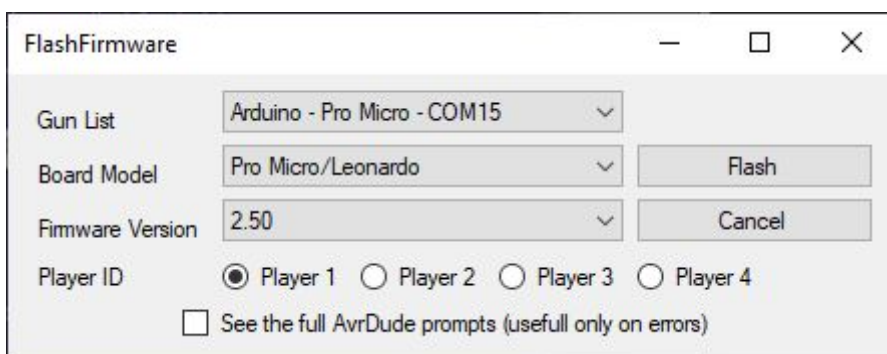 FlashFirmware
Gun List Arduino - Pro Micro - COM15
Board Model Pro Micro/Leonardo Flash
Firmware Version 2.50 Cancel
Player ID Player 1 Player 2 Player 3 Player 4
See the full AvrDude prompts (usefull only on errors)